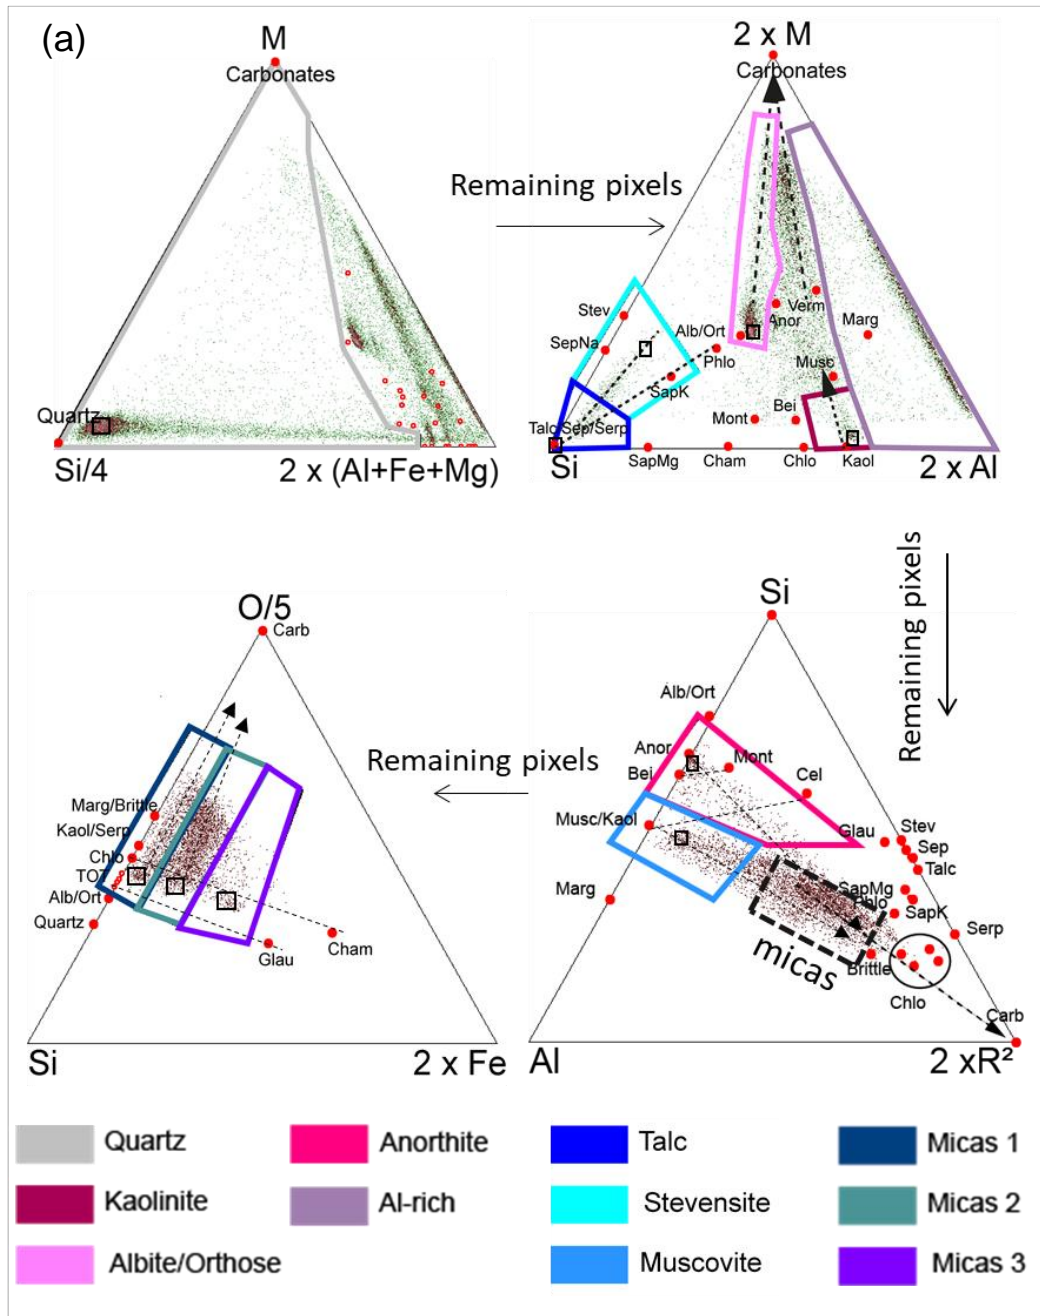 (a)
M
Carbonates
Quartz
Si/4
2 x (Al+Fe+Mg)
Remaining pixels
2 x M
Carbonates
Stev
SepNa
Alb/Ort
Phlo
Anor
Verm
Marg
Musc
SapK
Mont
Bei
Talc/Sep/Serp
Si
SapMg
Cham
Chlo
Kaol
2 x Al
Remaining pixels
O/5
Carb
Marg/Brittle
Kaol/Serp
Chlo
TOT
Alb/Ort
Quartz
Glau
Cham
Si
2 x Fe
Remaining pixels
Si
Alb/Ort
Anor
Mont
Bei
Cel
Musc/Kaol
Glau
Stev
Sep
Talc
Marg
SapMg
Phlo
SapK
Serp
micas
Brittle
Chlo
Carb
Al
2 xR²
Quartz
Anorthite
Talc
Micas 1
Kaolinite
Al-rich
Stevensite
Micas 2
Albite/Orthose
Muscovite
Micas 3